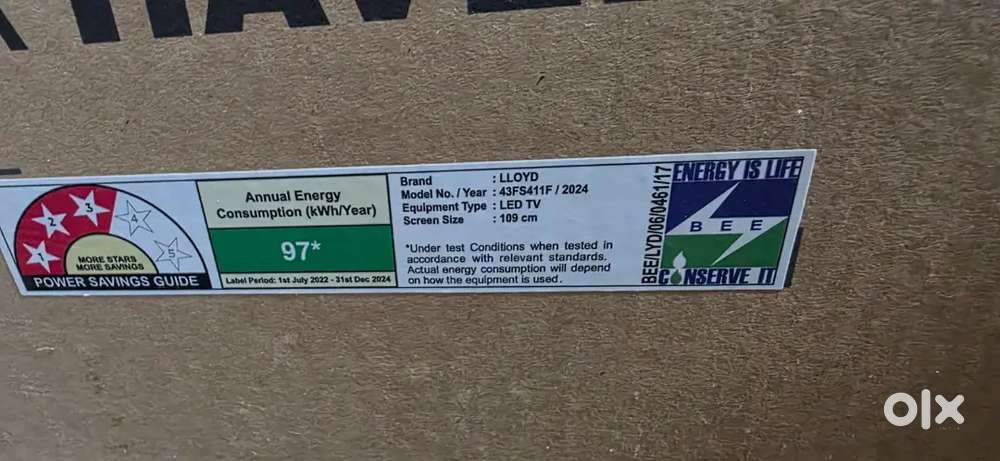 1
2
3
4
5
MORE STARS
MORE SAVINGS
POWER SAVINGS GUIDE
Annual Energy
Consumption (kWh/Year)
97*
Label Period: 1st July 2022 - 31st Dec 2024
Brand : LLOYD
Model No. / Year : 43FS411F / 2024
Equipment Type : LED TV
Screen Size : 109 cm
*Under test Conditions when tested in
accordance with relevant standards.
Actual energy consumption will depend
on how the equipment is used.
BEE/LYD/06/0461/17
ENERGY IS LIFE
BEE
CONSERVE IT
olx